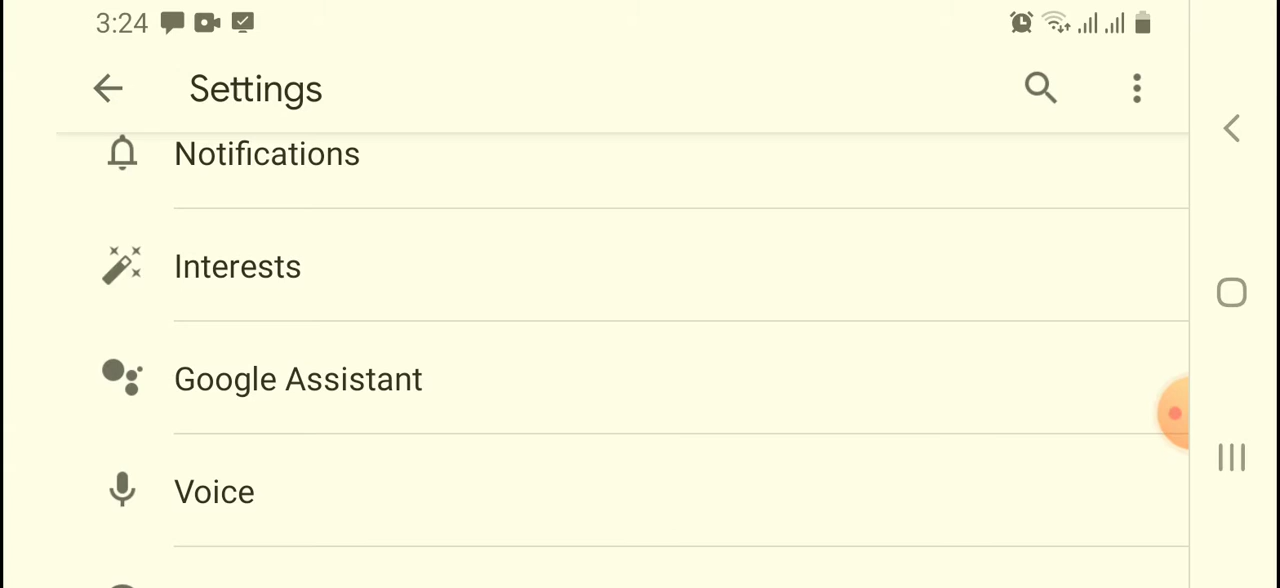 3:24
Settings
Notifications
Interests
Google Assistant
Voice